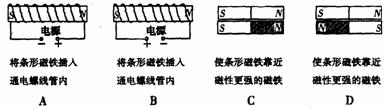 S N S N S N S N
电源 电源 S N N S
- + + -
将条形磁铁插入 将条形磁铁插入 使条形磁铁靠近 使条形磁铁靠近
通电螺线管内 通电螺线管内 磁性更强的磁铁 磁性更强的磁铁
A B C D